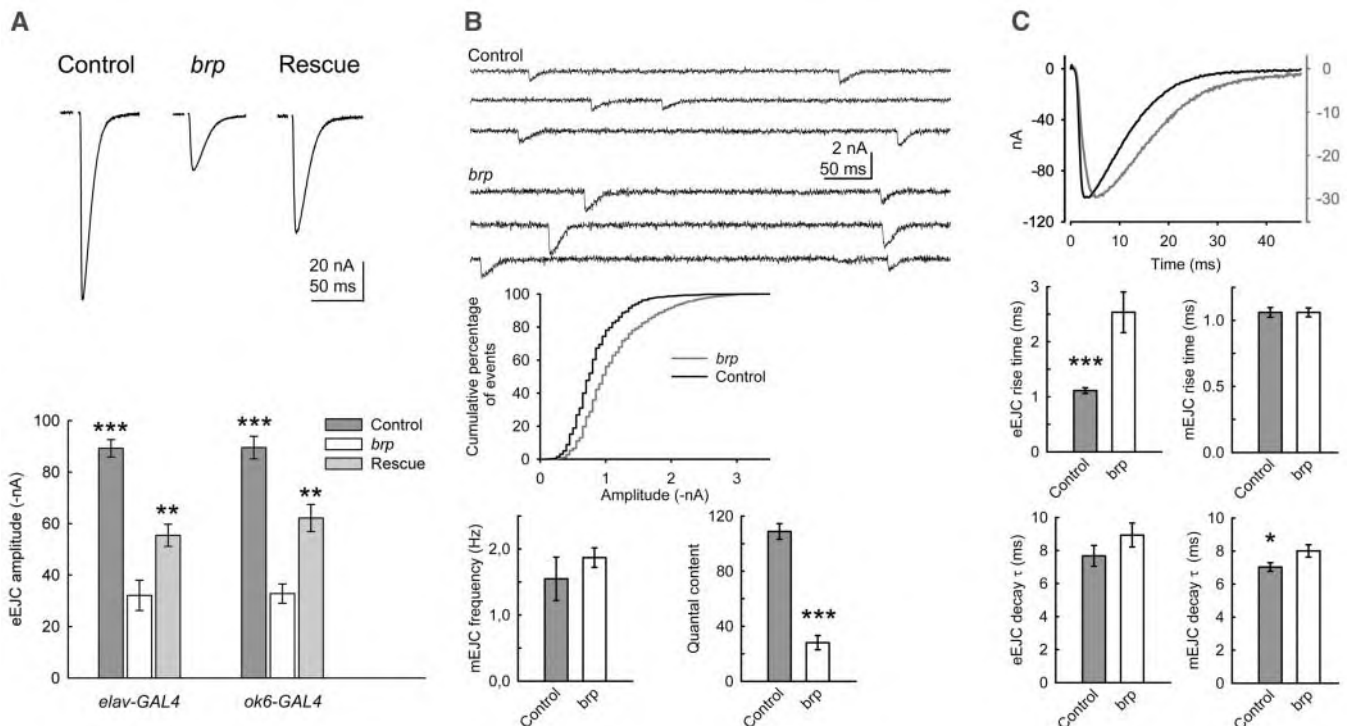 A
Control
brp
Rescue
20 nA
50 ms
eEJC amplitude (-nA)
100
80
60
40
20
0
***
**
***
**
Control
brp
Rescue
elav-GAL4
ok6-GAL4
B
Control
2 nA
50 ms
brp
Cumulative percentage
of events
100
80
60
40
20
0
brp
Control
0
1
2
3
Amplitude (-nA)
mEJC frequency (Hz)
2,0
1,0
0,0
Control
brp
Quantal content
120
80
40
0
***
Control
brp
C
nA
0
-40
-80
-120
0
-10
-20
-30
0
10
20
30
40
Time (ms)
eEJC rise time (ms)
3
2
1
0
***
Control
brp
mEJC rise time (ms)
1.0
0.5
0.0
Control
brp
eEJC decay τ (ms)
10
8
6
4
2
0
Control
brp
mEJC decay τ (ms)
10
8
6
4
2
0
*
Control
brp